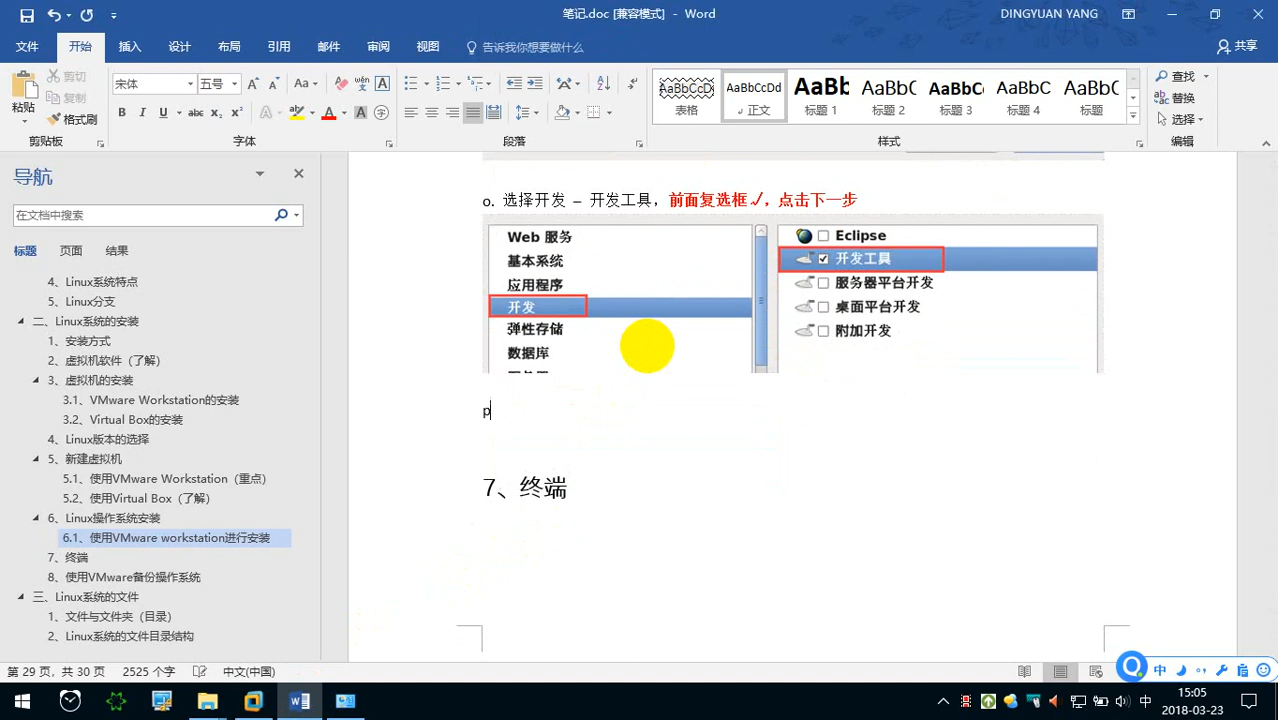 笔记.doc [兼容模式] - Word
DINGYUAN YANG
文件 开始 插入 设计 布局 引用 邮件 审阅 视图 告诉我你想要做什么
共享
粘贴
剪切
复制
格式刷
剪贴板
宋体 五号
字体
段落
AaBbCcDd 表格
AaBbCcDd 正文
AaBb 标题 1
AaBbC 标题 2
AaBbC 标题 3
AaBbC 标题 4
AaBbC 标题
样式
查找
替换
选择
编辑
导航
在文档中搜索
标题 页面 结果
4、Linux系统特点
5、Linux分支
二、Linux系统的安装
1、安装方式
2、虚拟机软件（了解）
3、虚拟机的安装
3.1、VMware Workstation的安装
3.2、Virtual Box的安装
4、Linux版本的选择
5、新建虚拟机
5.1、使用VMware Workstation（重点）
5.2、使用Virtual Box（了解）
6、Linux操作系统安装
6.1、使用VMware workstation进行安装
7、终端
8、使用VMware备份操作系统
三、Linux系统的文件
1、文件与文件夹（目录）
2、Linux系统的文件目录结构
o. 选择开发 – 开发工具，前面复选框√，点击下一步
Web 服务
基本系统
应用程序
开发
弹性存储
数据库
Eclipse
开发工具
服务器平台开发
桌面平台开发
附加开发
p
7、终端
第 29 页，共 30 页 2525 个字 中文(中国)
中
中
15:05
2018-03-23